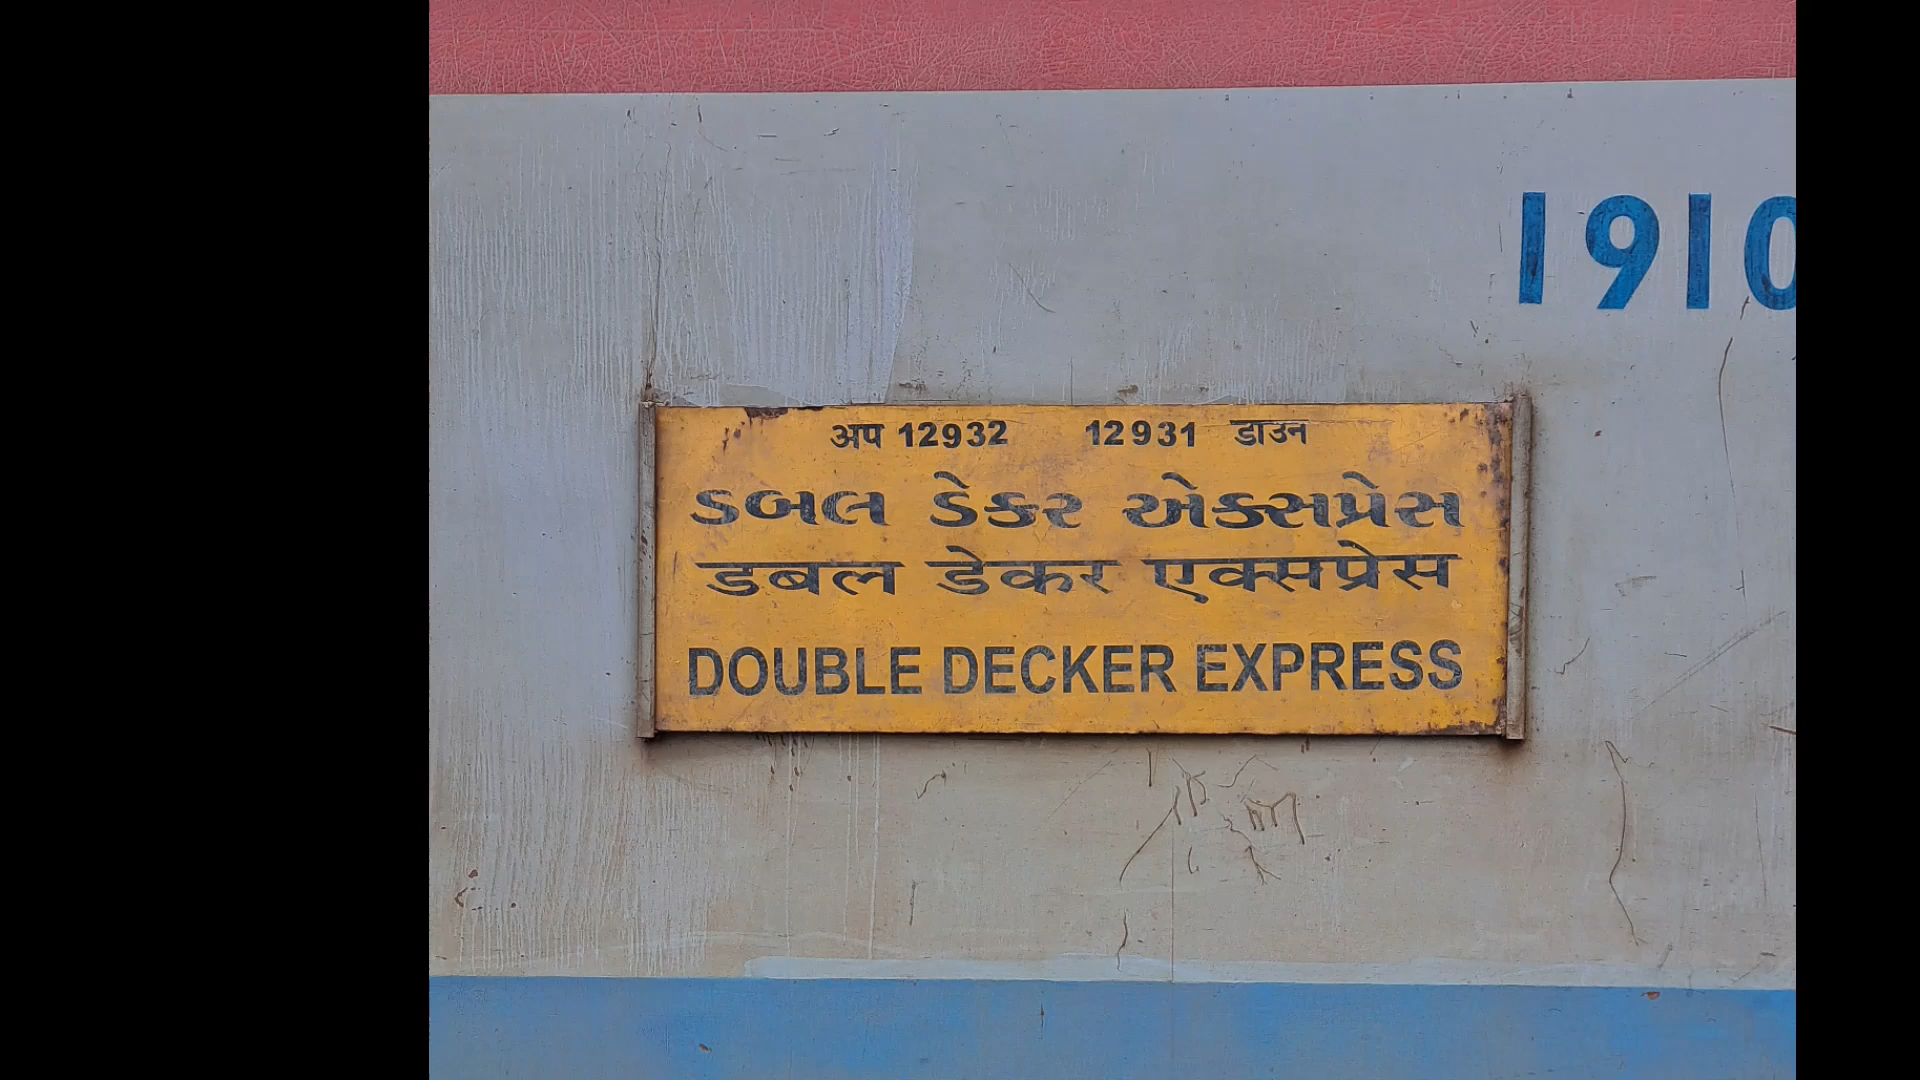 1910
अप 12932 12931 डाउन
ડબલ ડેકર એક્સપ્રેસ
डबल डेकर एक्सप्रेस
DOUBLE DECKER EXPRESS